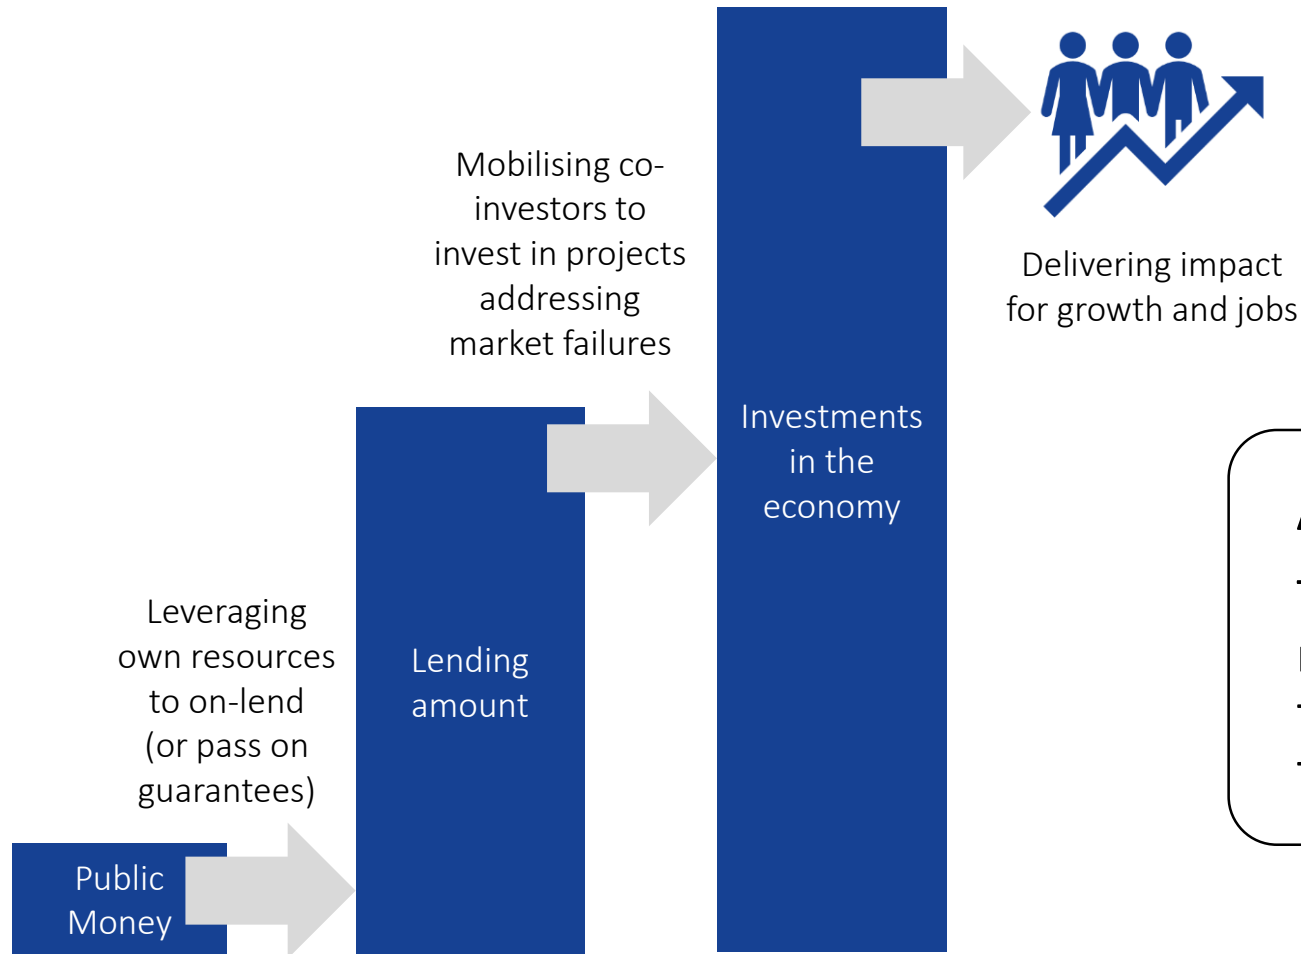 Mobilising co-
investors to
invest in projects
addressing
market failures
Delivering impact
for growth and jobs
Investments
in the
economy
Leveraging
own resources
to on-lend
(or pass on
guarantees)
Lending
amount
Public
Money